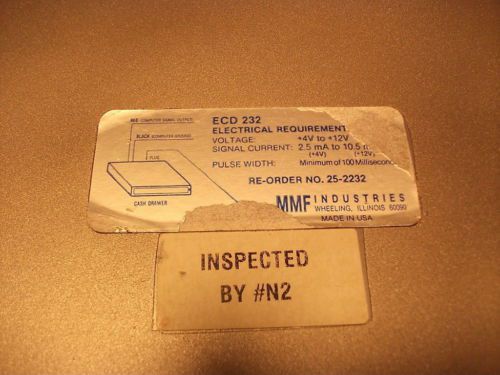 RED (COMPUTER SIGNAL OUTPUT)
BLACK (COMPUTER GROUND)
PLUG
CASH DRAWER
ECD 232
ELECTRICAL REQUIREMENT
VOLTAGE: +4V to +12V
SIGNAL CURRENT: 2.5 mA to 10.5 m
(+4V) (+12V)
PULSE WIDTH: Minimum of 100 Millisecon
RE-ORDER NO. 25-2232
MMF INDUSTRIES
WHEELING, ILLINOIS 60090
MADE IN USA
INSPECTED
BY #N2